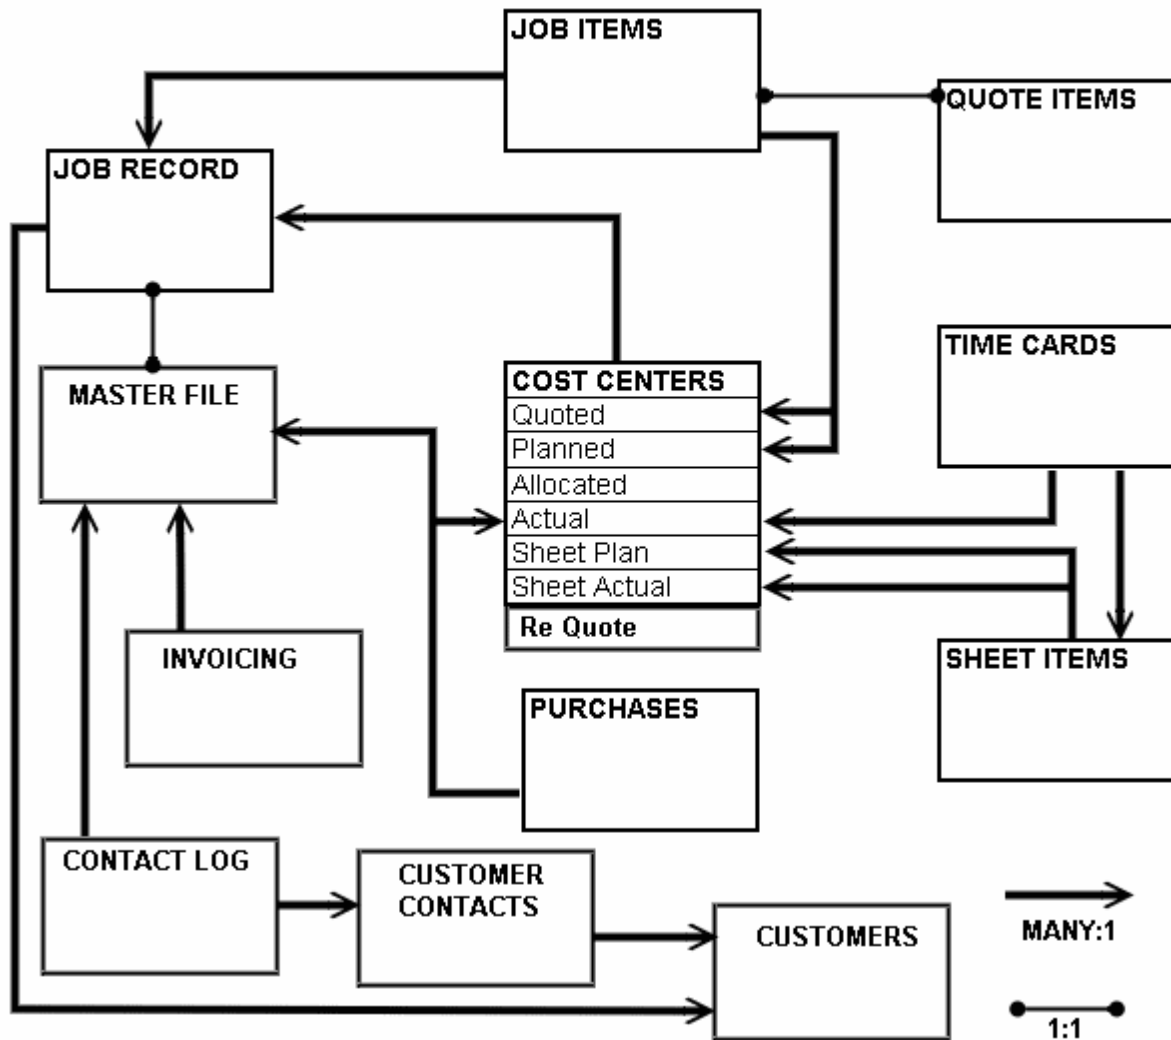 JOB ITEMS
QUOTE ITEMS
JOB RECORD
TIME CARDS
MASTER FILE
COST CENTERS
Quoted
Planned
Allocated
Actual
Sheet Plan
Sheet Actual
Re Quote
INVOICING
SHEET ITEMS
PURCHASES
CONTACT LOG
CUSTOMER
CONTACTS
CUSTOMERS
MANY:1
1:1